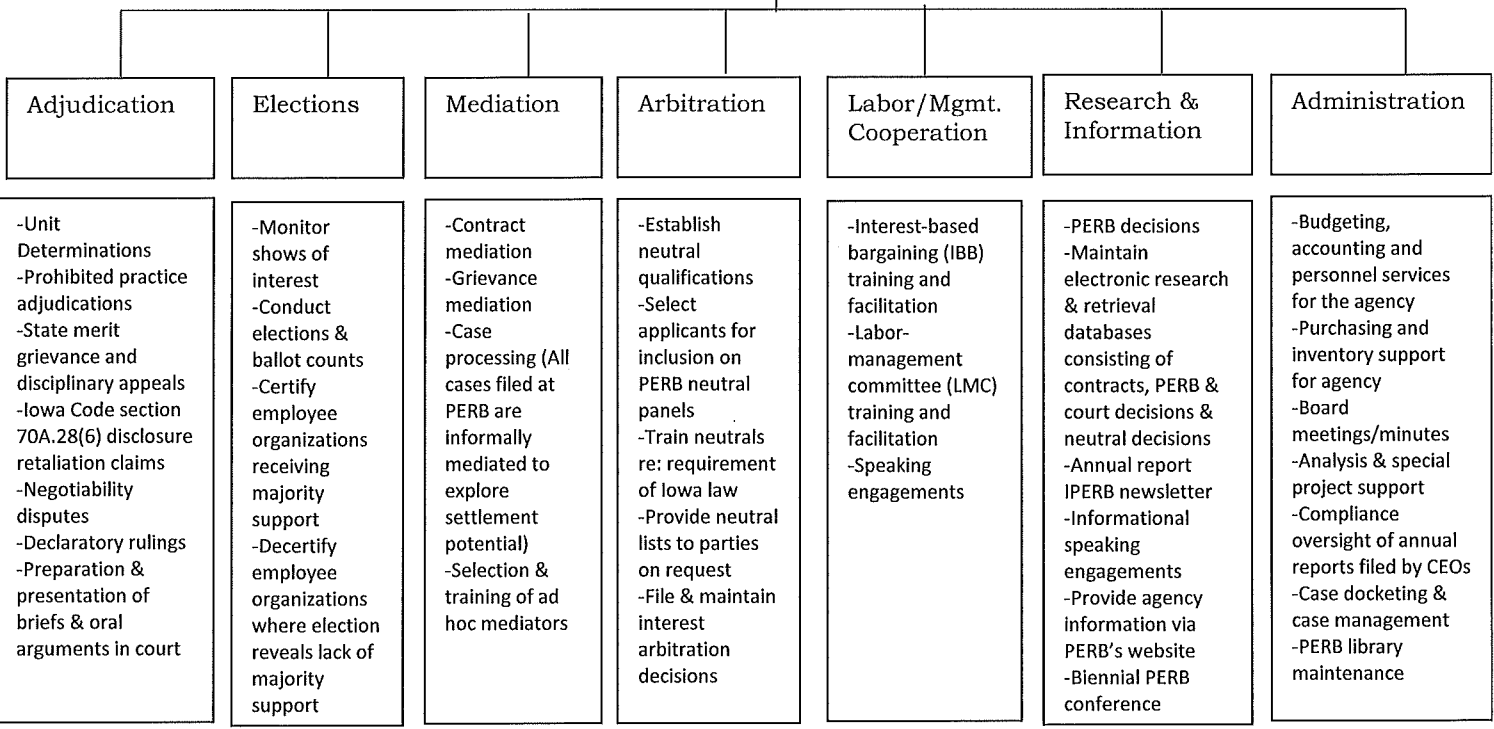 Adjudication
Elections
Mediation
Arbitration
Labor/Mgmt.
Cooperation
Research &
Information
Administration
-Unit
Determinations
-Prohibited practice
adjudications
-State merit
grievance and
disciplinary appeals
-Iowa Code section
70A.28(6) disclosure
retaliation claims
-Negotiability
disputes
-Declaratory rulings
-Preparation &
presentation of
briefs & oral
arguments in court
-Monitor
shows of
interest
-Conduct
elections &
ballot counts
-Certify
employee
organizations
receiving
majority
support
-Decertify
employee
organizations
where election
reveals lack of
majority
support
-Contract
mediation
-Grievance
mediation
-Case
processing (All
cases filed at
PERB are
informally
mediated to
explore
settlement
potential)
-Selection &
training of ad
hoc mediators
-Establish
neutral
qualifications
-Select
applicants for
inclusion on
PERB neutral
panels
-Train neutrals
re: requirement
of Iowa law
-Provide neutral
lists to parties
on request
-File & maintain
interest
arbitration
decisions
-Interest-based
bargaining (IBB)
training and
facilitation
-Labor-
management
committee (LMC)
training and
facilitation
-Speaking
engagements
-PERB decisions
-Maintain
electronic research
& retrieval
databases
consisting of
contracts, PERB &
court decisions &
neutral decisions
-Annual report
IPERB newsletter
-Informational
speaking
engagements
-Provide agency
information via
PERB's website
-Biennial PERB
conference
-Budgeting,
accounting and
personnel services
for the agency
-Purchasing and
inventory support
for agency
-Board
meetings/minutes
-Analysis & special
project support
-Compliance
oversight of annual
reports filed by CEOs
-Case docketing &
case management
-PERB library
maintenance